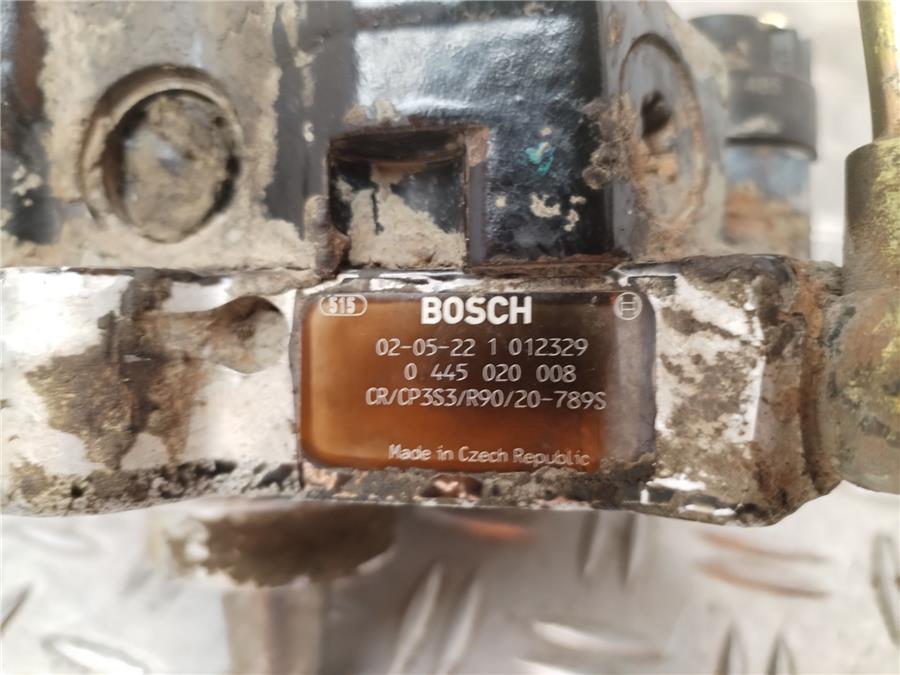 515 BOSCH
02-05-22 1 012329
0 445 020 008
CR/CP3S3/R90/20-789S
Made in Czech Republic